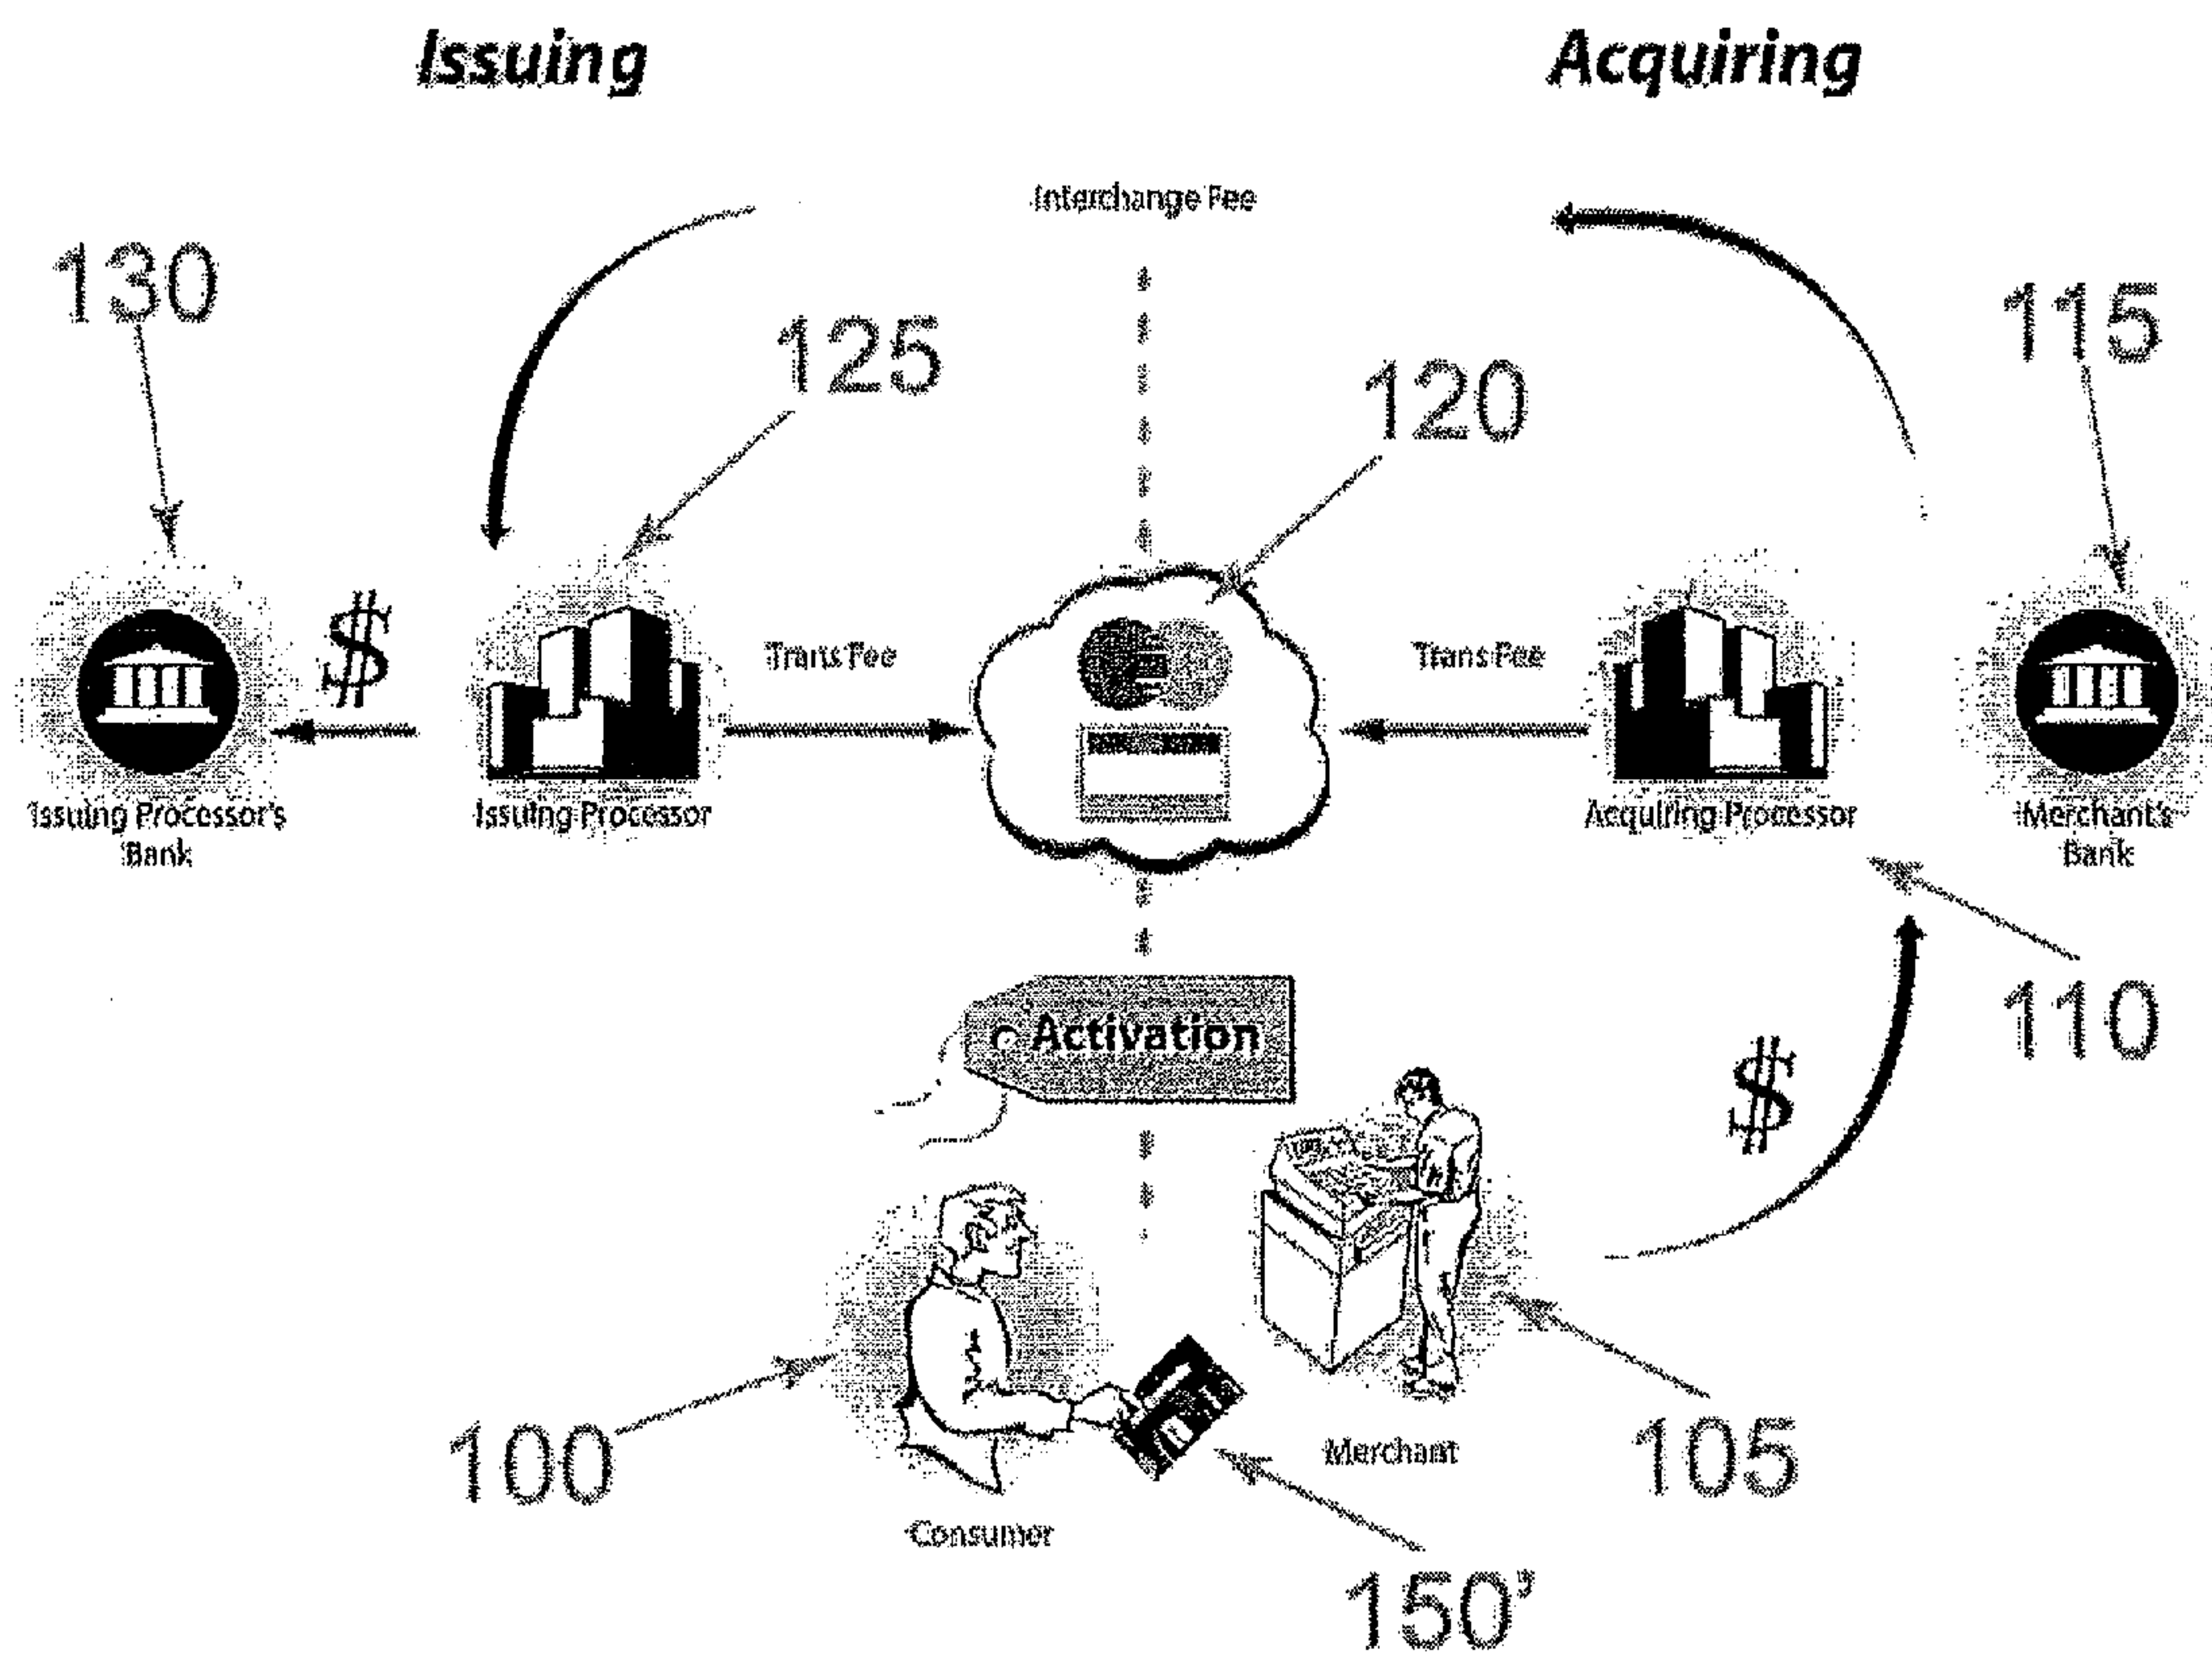 Issuing
Acquiring
Interchange Fee
130
115
125
120
$
Trans Fee
Trans Fee
Issuing Processor's
Bank
Issuing Processor
Acquiring Processor
Merchant's
Bank
110
Activation
$
100
Merchant
105
Consumer
150'